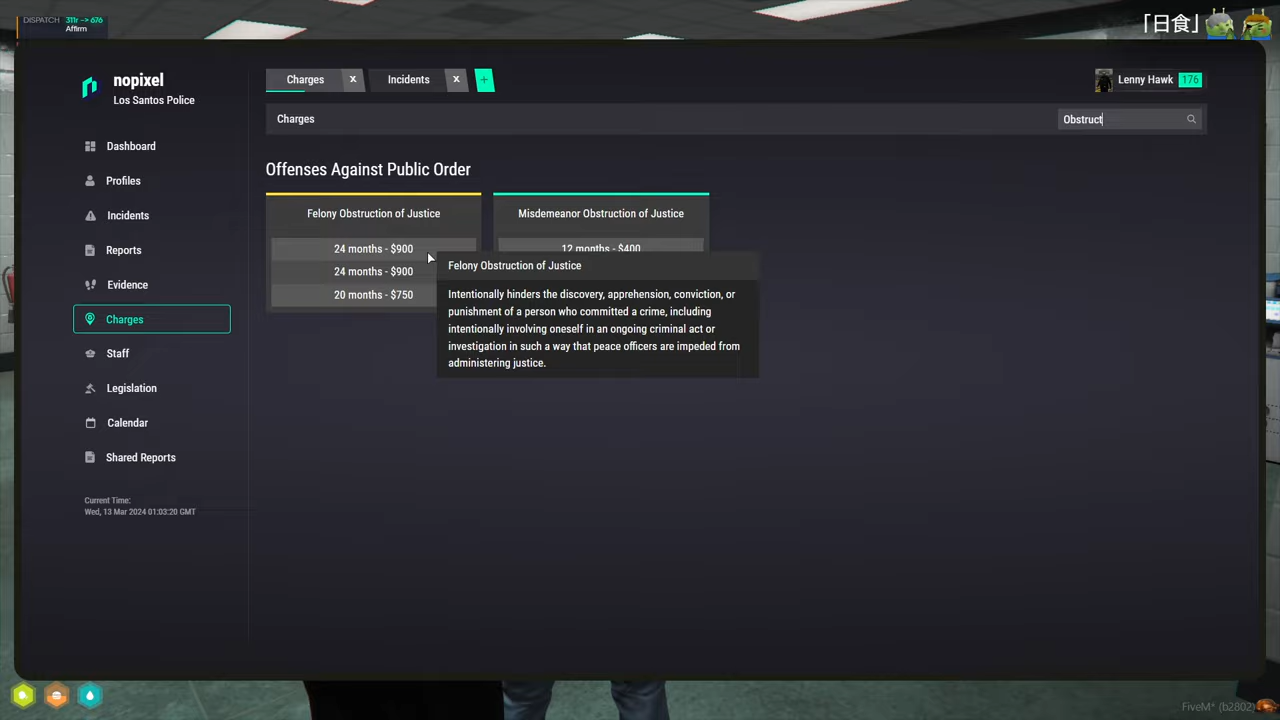 DISPATCH 311r -> 676
Affirm
「日食」
nopixel
Los Santos Police
Charges x
Incidents x
+
Lenny Hawk 176
Charges
Obstruct
Dashboard
Profiles
Incidents
Reports
Evidence
Charges
Staff
Legislation
Calendar
Shared Reports
Current Time:
Wed, 13 Mar 2024 01:03:20 GMT
Offenses Against Public Order
Felony Obstruction of Justice
24 months - $900
24 months - $900
20 months - $750
Misdemeanor Obstruction of Justice
12 months - $400
Felony Obstruction of Justice
Intentionally hinders the discovery, apprehension, conviction, or
punishment of a person who committed a crime, including
intentionally involving oneself in an ongoing criminal act or
investigation in such a way that peace officers are impeded from
administering justice.
FiveM* (b2802)